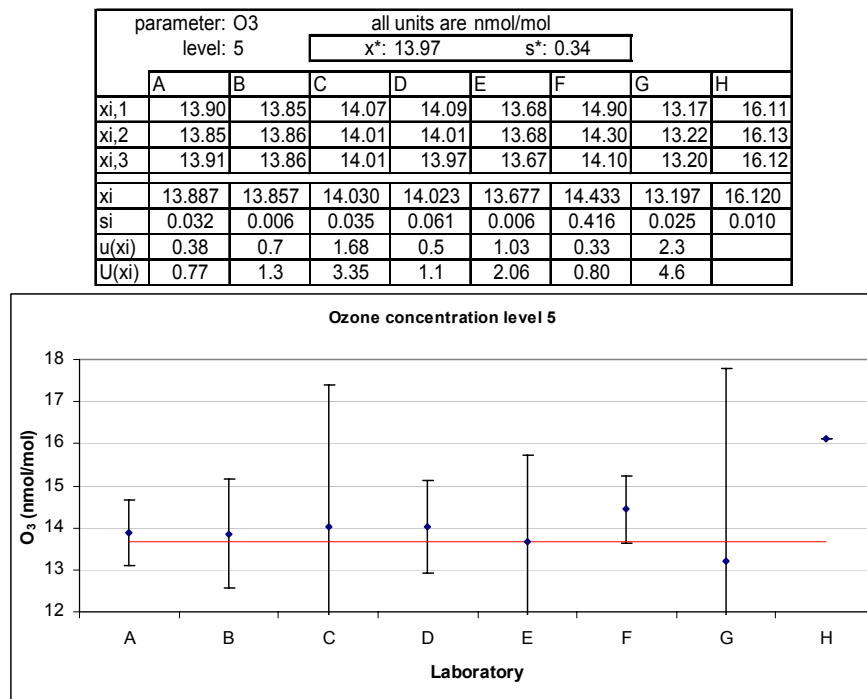 parameter: O3 all units are nmol/mol
level: 5 x*: 13.97 s*: 0.34
A B C D E F G H
xi,1 13.90 13.85 14.07 14.09 13.68 14.90 13.17 16.11
xi,2 13.85 13.86 14.01 14.01 13.68 14.30 13.22 16.13
xi,3 13.91 13.86 14.01 13.97 13.67 14.10 13.20 16.12
xi 13.887 13.857 14.030 14.023 13.677 14.433 13.197 16.120
si 0.032 0.006 0.035 0.061 0.006 0.416 0.025 0.010
u(xi) 0.38 0.7 1.68 0.5 1.03 0.33 2.3
U(xi) 0.77 1.3 3.35 1.1 2.06 0.80 4.6
Ozone concentration level 5
18
17
16
15
14
13
12
O₃ (nmol/mol)
A B C D E F G H
Laboratory